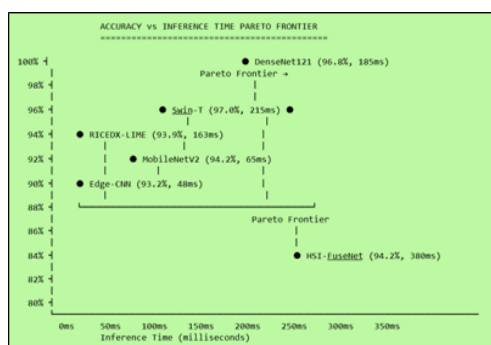 ACCURACY vs INFERENCE TIME PARETO FRONTIER
============================================
100%
● DenseNet121 (96.8%, 185ms)
Pareto Frontier →
98%
96%
● Swin-T (97.0%, 215ms) ●
94%
● RICEDX-LIME (93.9%, 163ms)
92%
● MobileNetV2 (94.2%, 65ms)
90%
● Edge-CNN (93.2%, 48ms)
88%
Pareto Frontier
86%
84%
● HSI-FuseNet (94.2%, 380ms)
82%
80%
0ms 50ms 100ms 150ms 200ms 250ms 300ms 350ms
Inference Time (milliseconds)